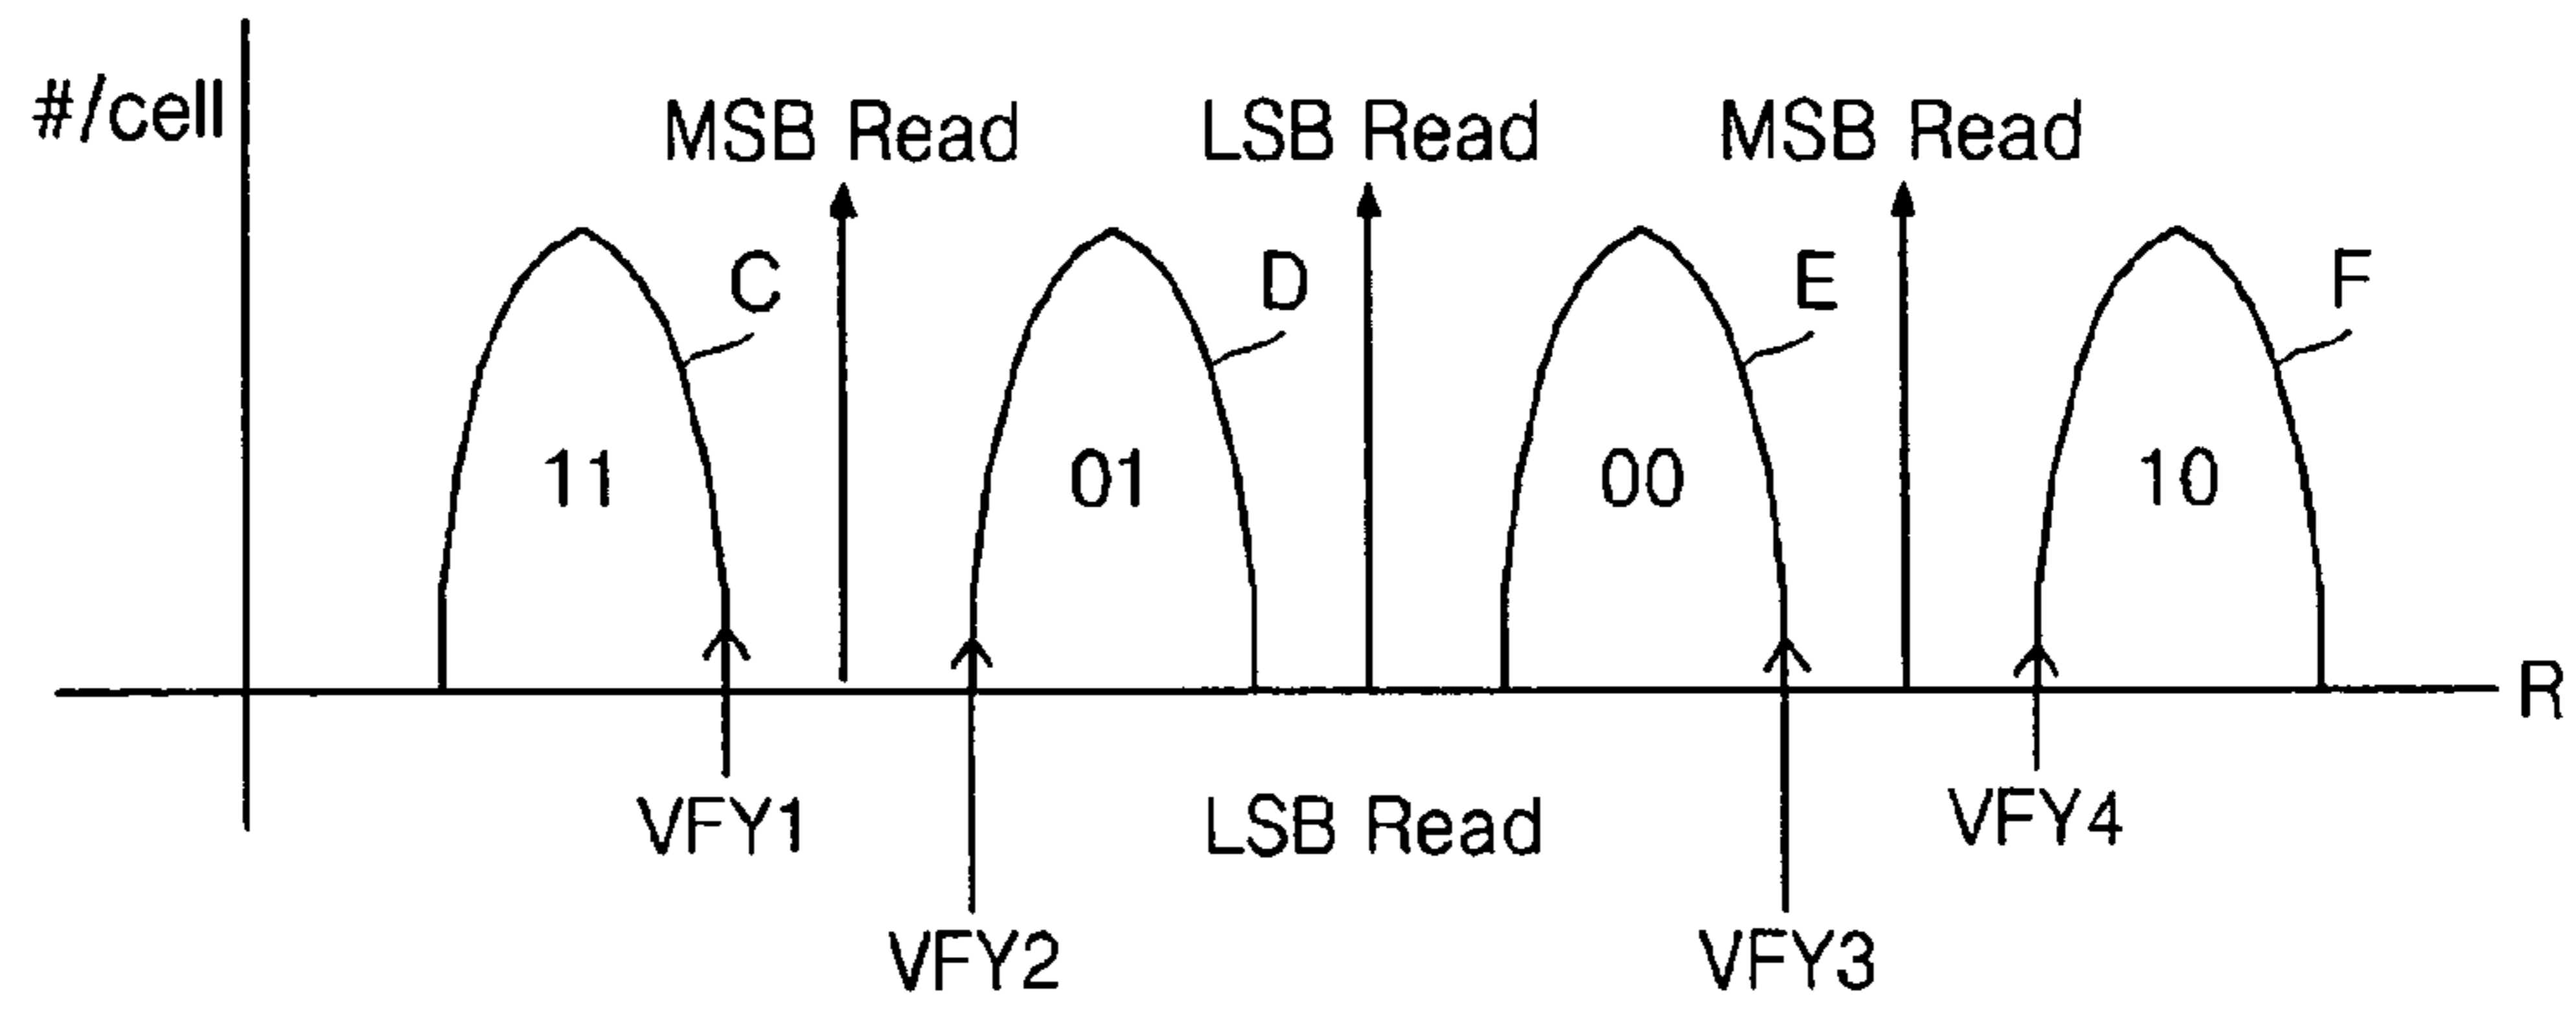 #/cell
MSB Read
LSB Read
MSB Read
C
D
E
F
11
01
00
10
R
VFY1
LSB Read
VFY4
VFY2
VFY3